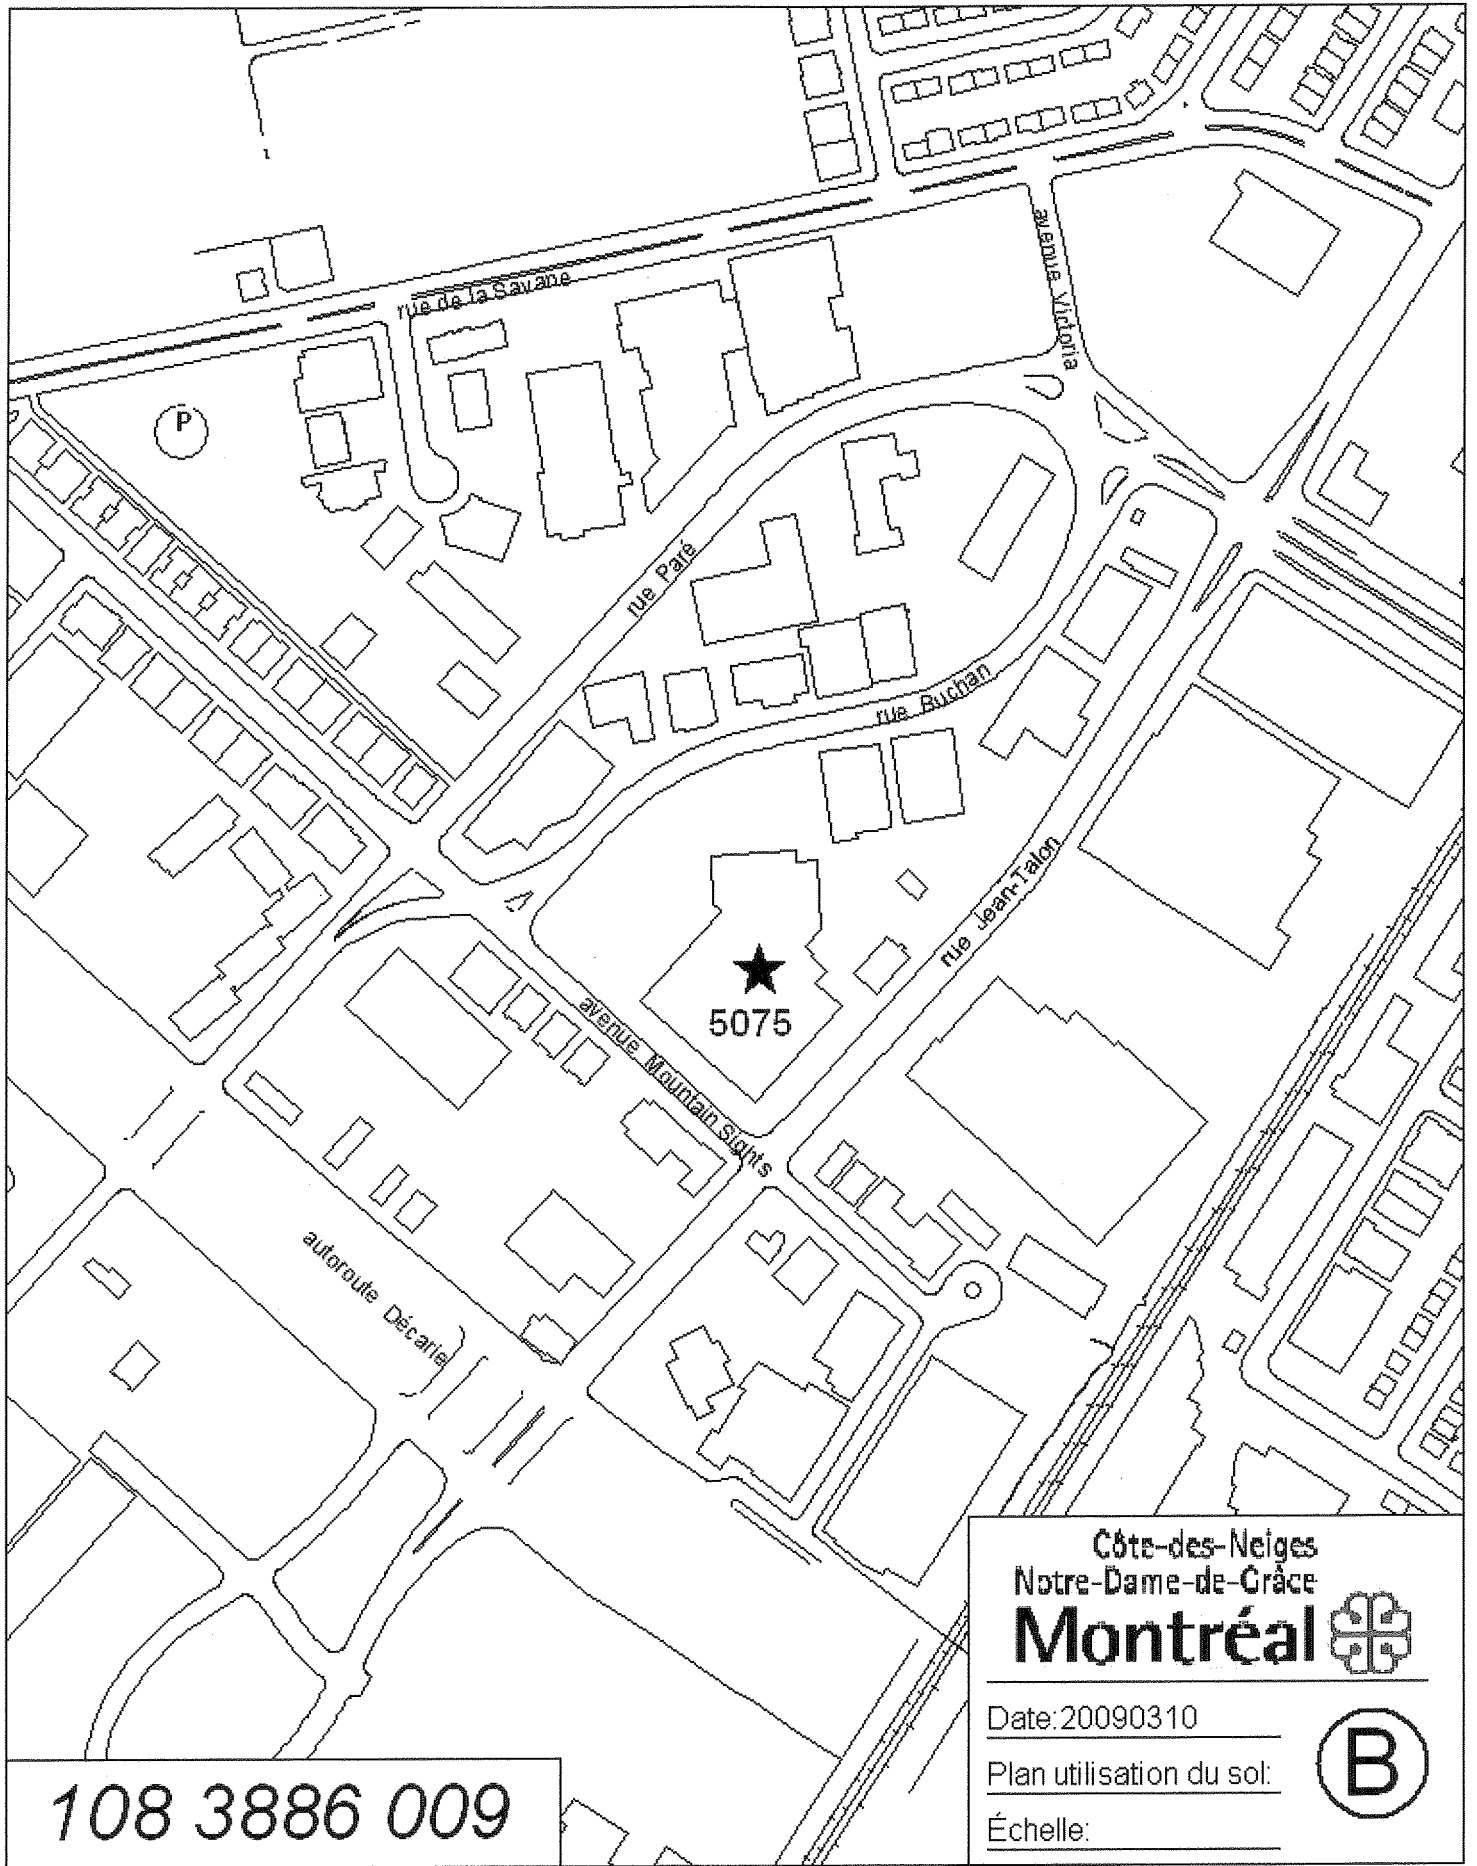 rue de la Savane
avenue Victoria
P
rue Paré
rue Buchan
rue Jean-Talon
5075
avenue Mountain Sights
autoroute Décarie
Côte-des-Neiges
Notre-Dame-de-Grâce
Montréal
Date:20090310
Plan utilisation du sol:
B
Échelle:
108 3886 009